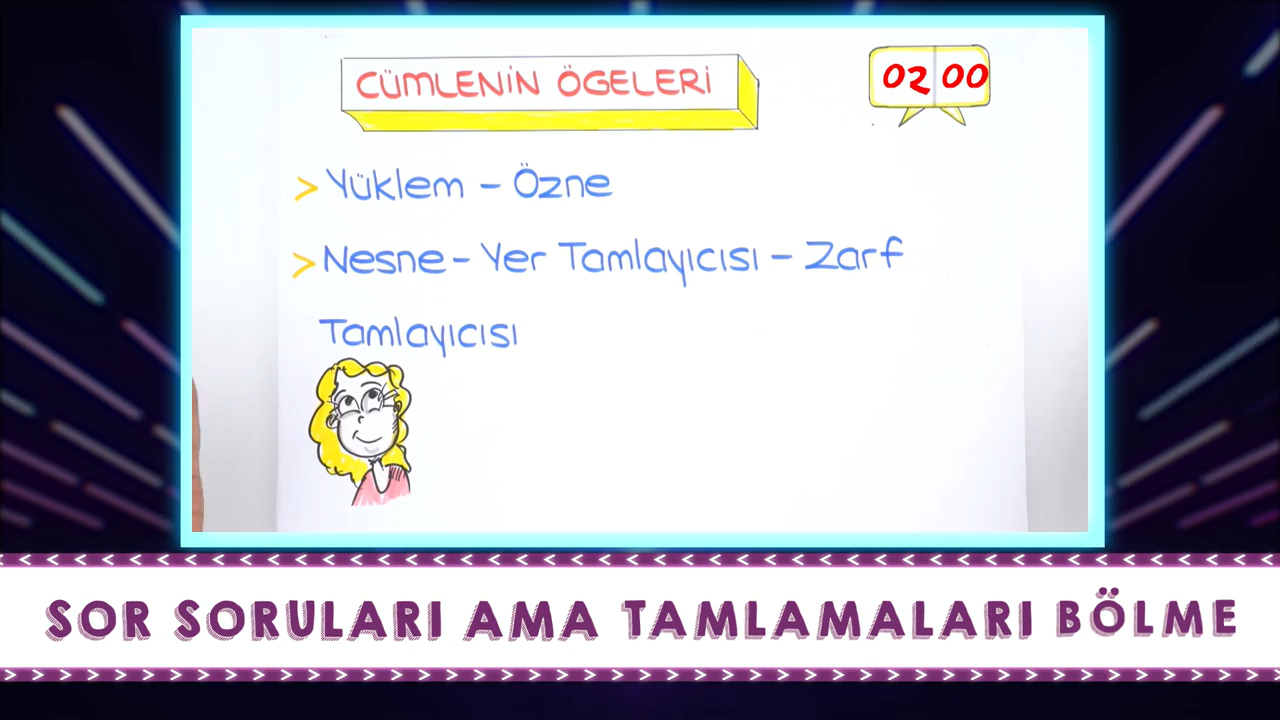 CÜMLENİN ÖGELERİ
02 00
> Yüklem - Özne
> Nesne - Yer Tamlayıcısı - Zarf
Tamlayıcısı
SOR SORULARI AMA TAMLAMALARI BÖLME